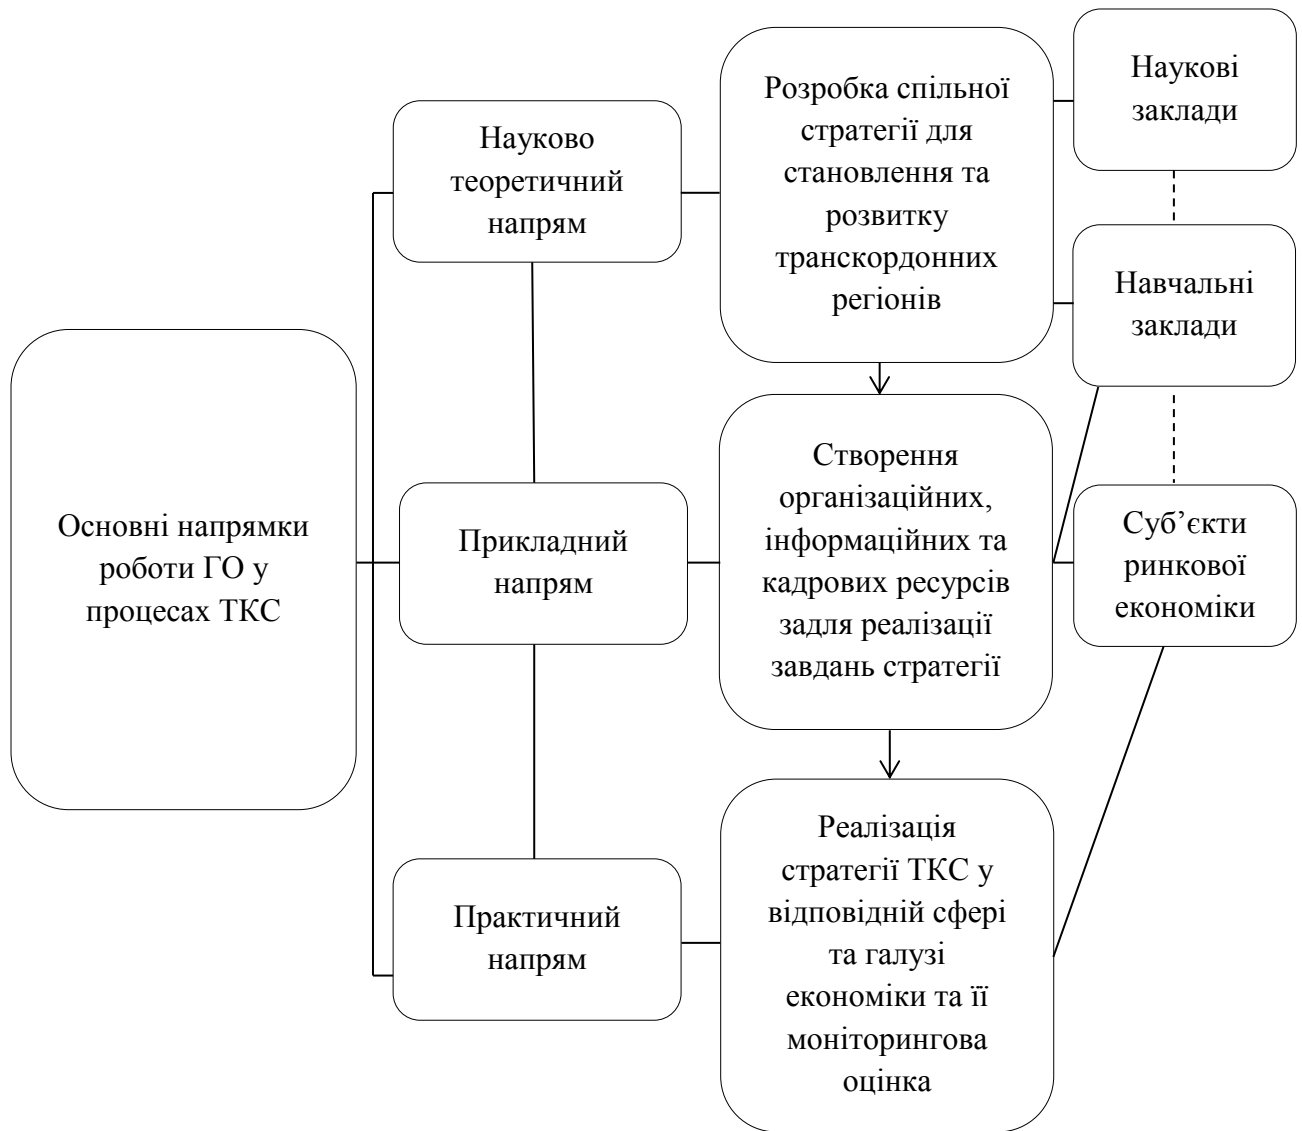 Основні напрямки
роботи ГО у
процесах ТКС
Науково
теоретичний
напрям
Прикладний
напрям
Практичний
напрям
Розробка спільної
стратегії для
становлення та
розвитку
транскордонних
регіонів
Створення
організаційних,
інформаційних та
кадрових ресурсів
задля реалізації
завдань стратегії
Реалізація
стратегії ТКС у
відповідній сфері
та галузі
економіки та її
моніторингова
оцінка
Наукові
заклади
Навчальні
заклади
Суб’єкти
ринкової
економіки